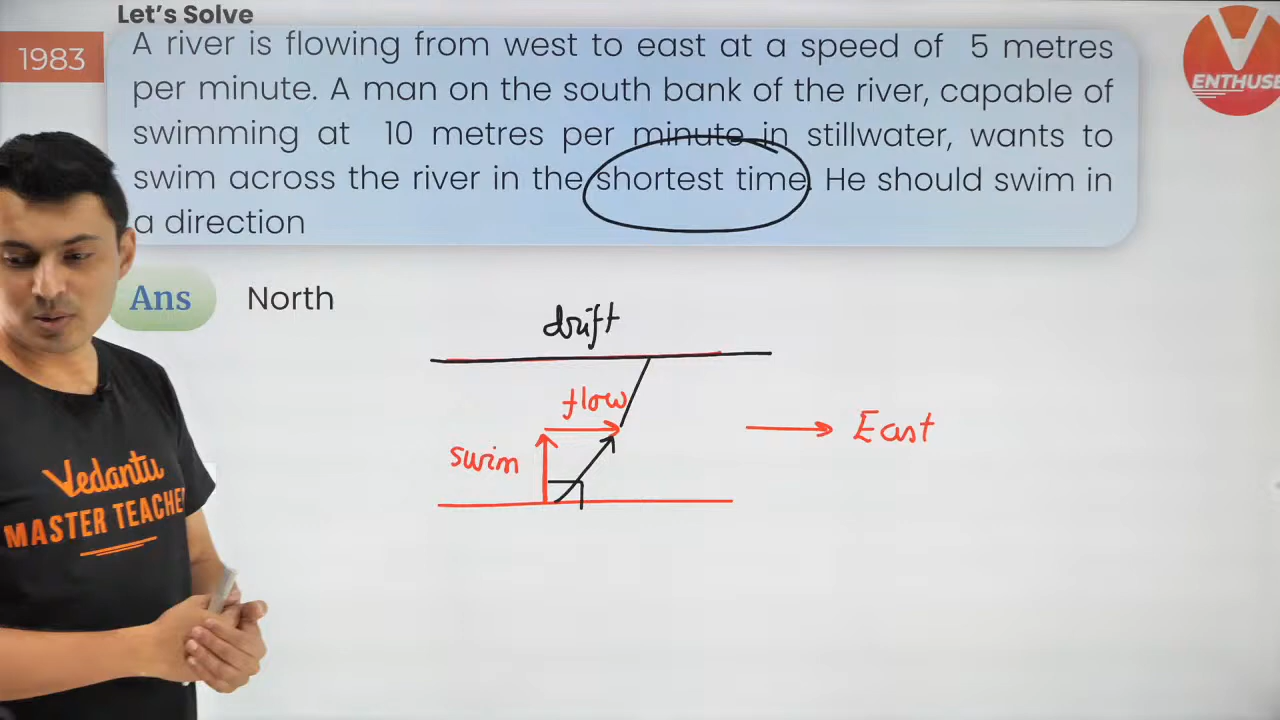 Let's Solve
1983
A river is flowing from west to east at a speed of 5 metres
per minute. A man on the south bank of the river, capable of
swimming at 10 metres per minute in stillwater, wants to
swim across the river in the shortest time. He should swim in
a direction
Ans North
drift
flow
swim
East
Vedantu
MASTER TEACHER
V
ENTHUSE